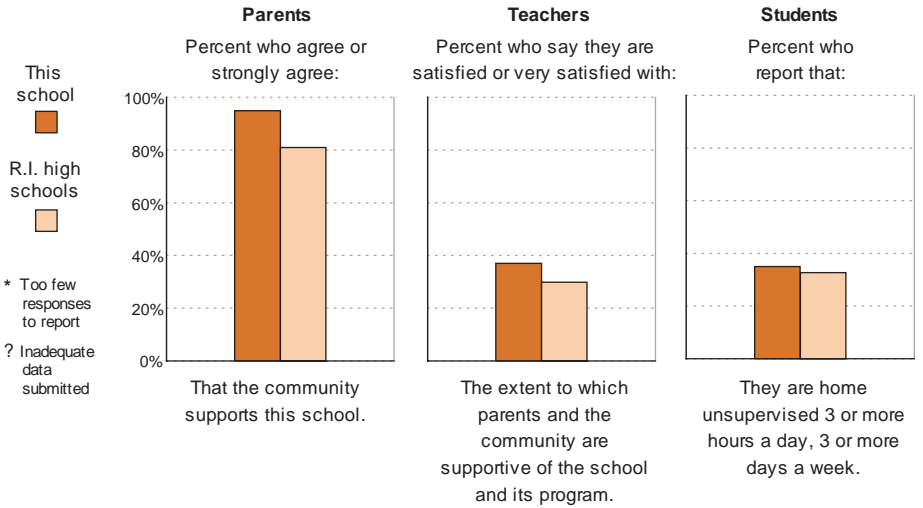 Parents
Percent who agree or
strongly agree:
Teachers
Percent who say they are
satisfied or very satisfied with:
Students
Percent who
report that:
This
school
R.I. high
schools
* Too few
responses
to report
? Inadequate
data
submitted
100%
80%
60%
40%
20%
0%
That the community
supports this school.
The extent to which
parents and the
community are
supportive of the school
and its program.
They are home
unsupervised 3 or more
hours a day, 3 or more
days a week.